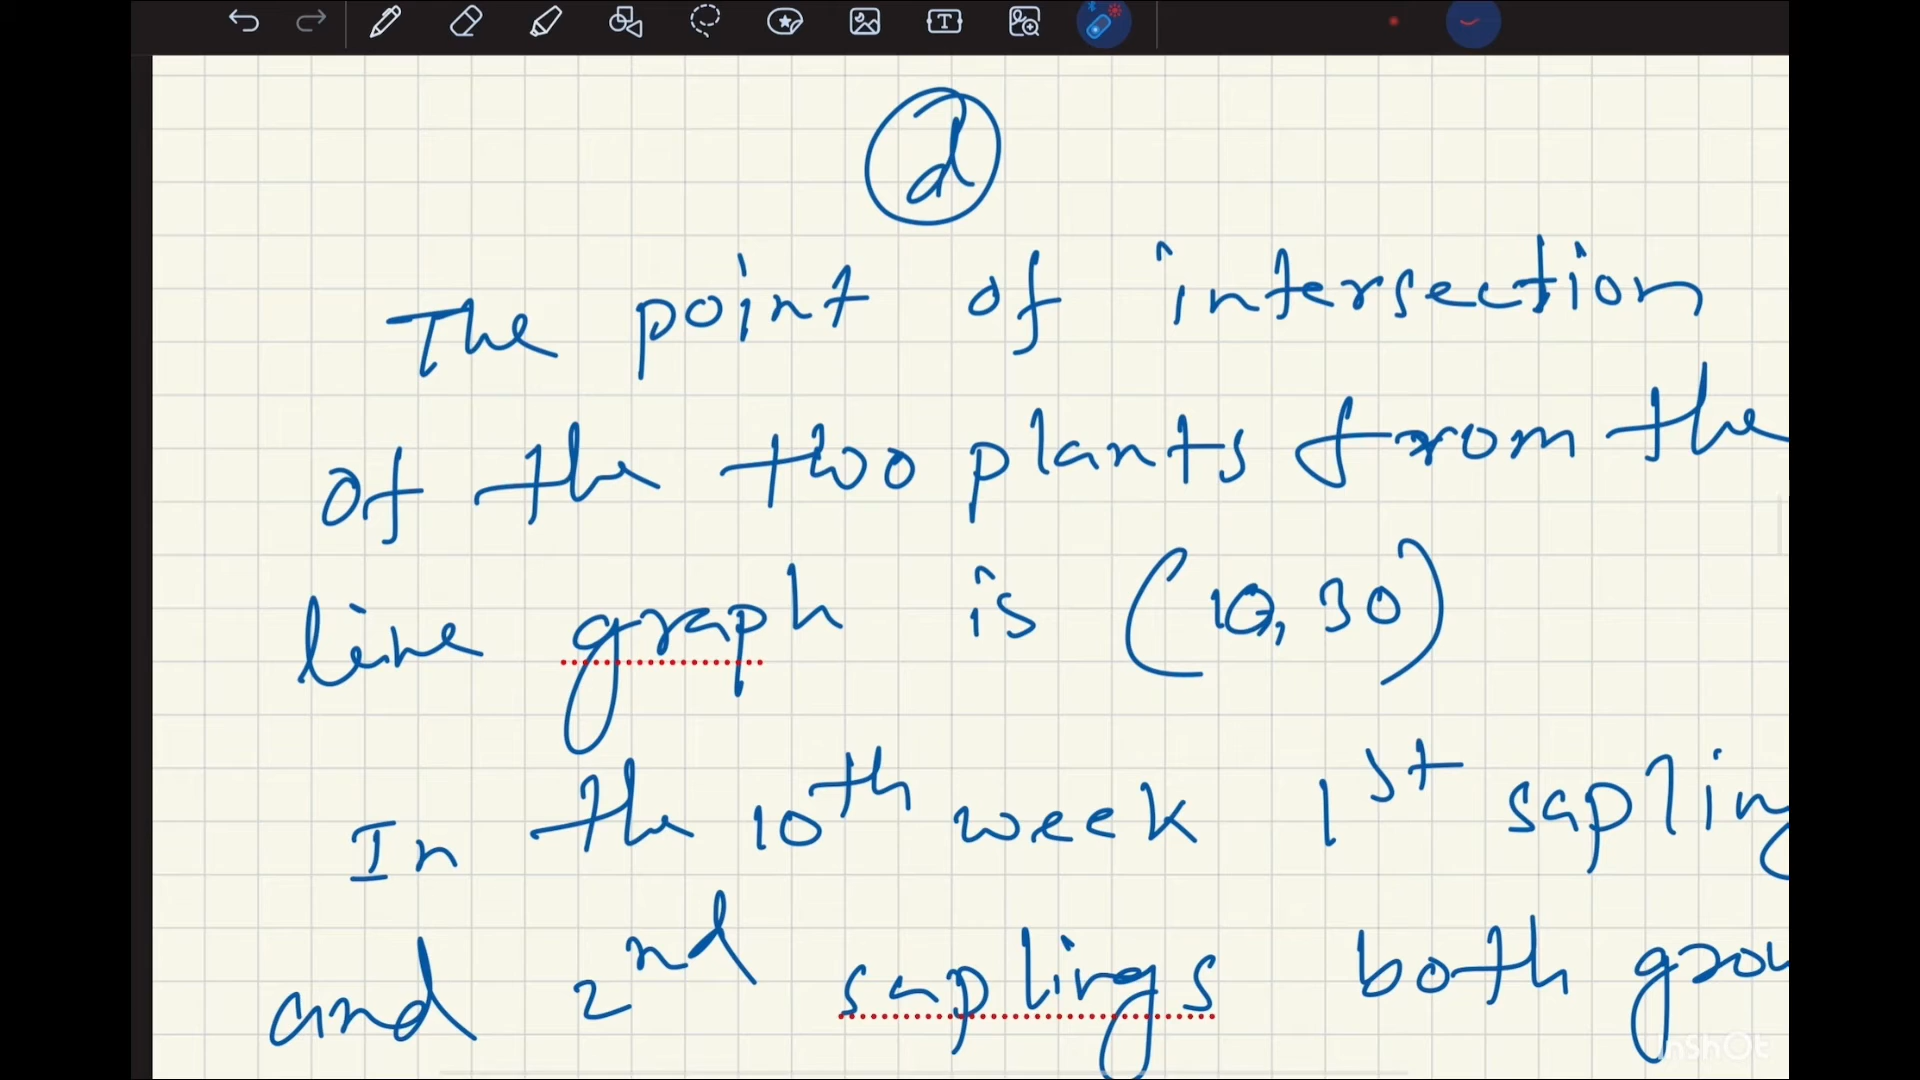 d
The point of intersection
of the two plants from the
line graph is (10, 30)
In the 10th week 1st sapling
and 2nd saplings both grow
InShOt